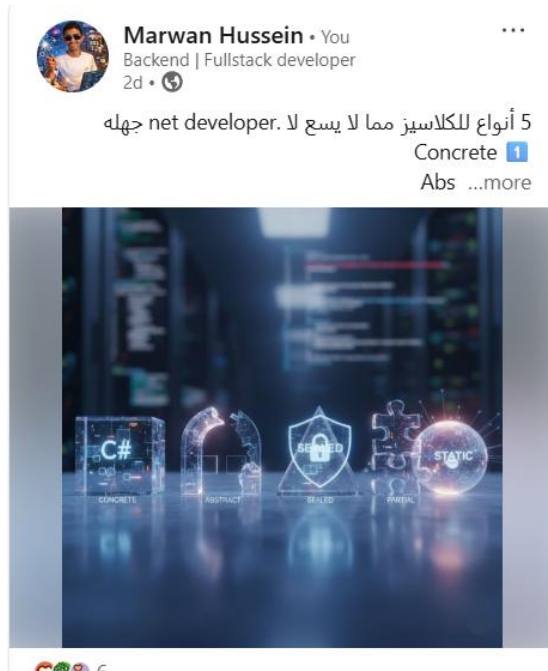 Marwan Hussein • You
Backend | Fullstack developer
2d •
5 أنواع للكلاسيز مما لا يسع لا .net developer جهله
1️⃣ Concrete
Abs ...more
C#
SEALED
STATIC
CONCRETE
ABSTRACT
SEALED
PARTIAL
6